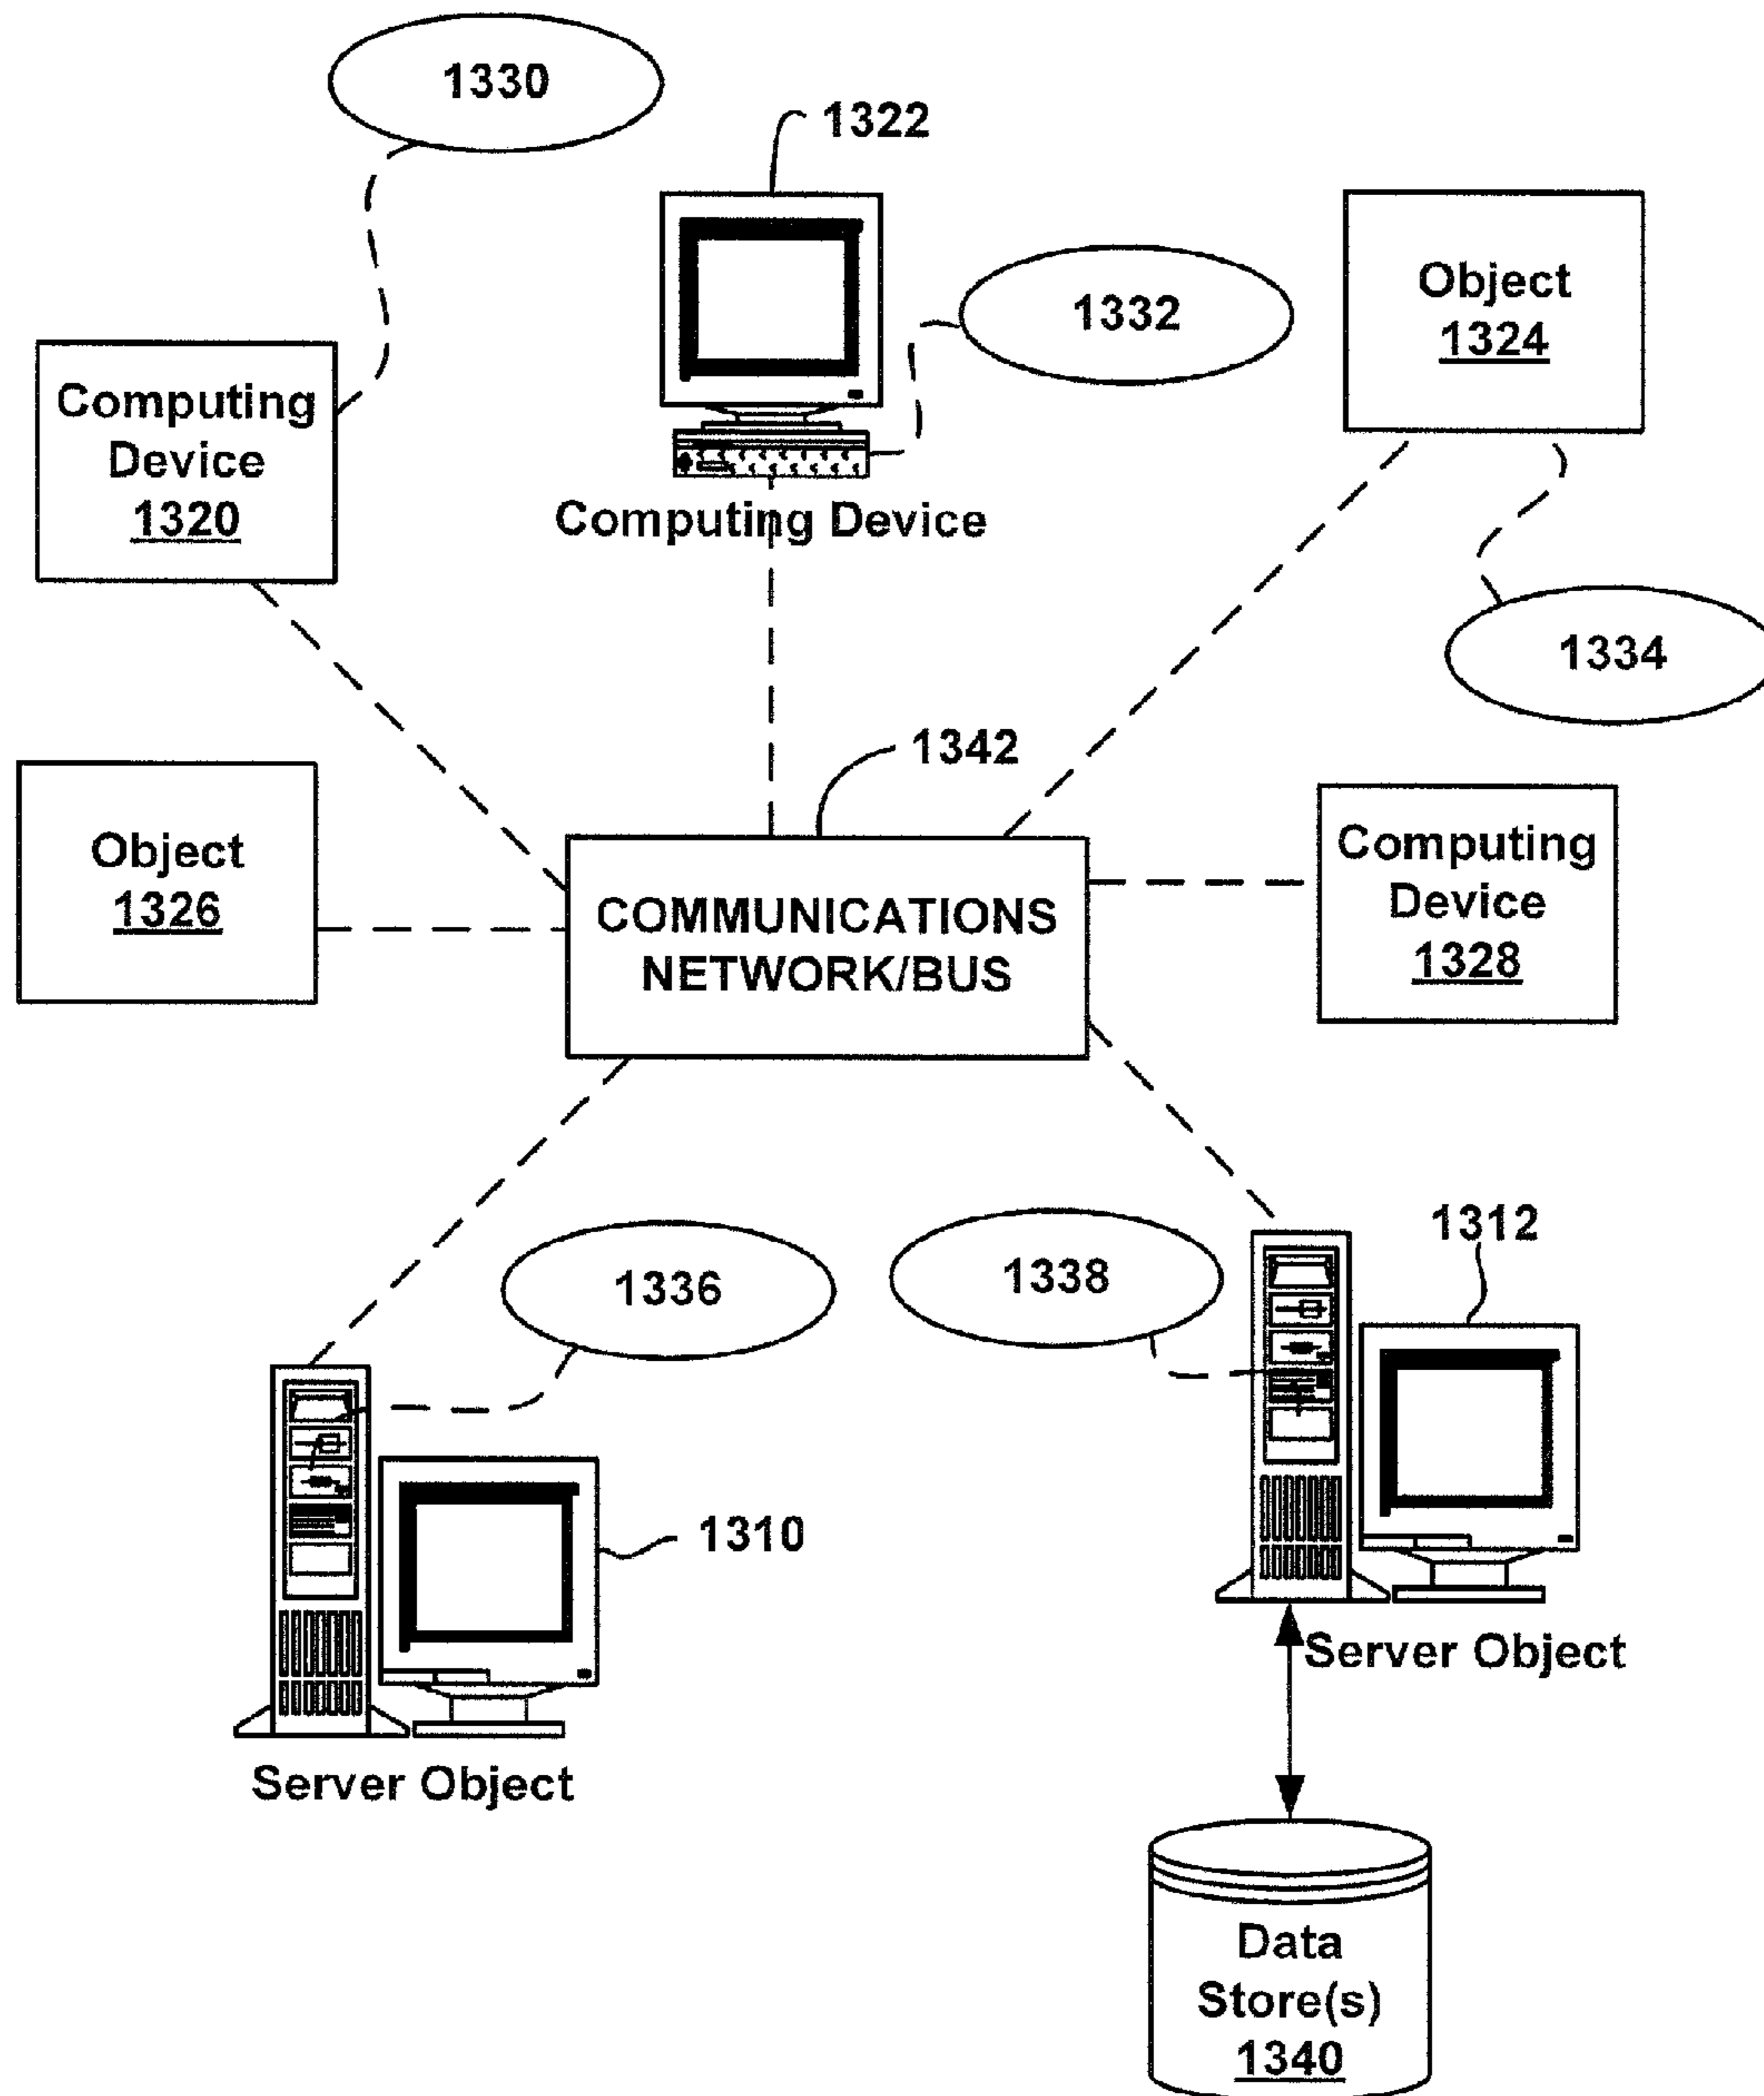 1330
1322
1332
Object
1324
Computing
Device
1320
Computing Device
1334
1342
Object
1326
COMMUNICATIONS
NETWORK/BUS
Computing
Device
1328
1336
1338
1312
1310
Server Object
Server Object
Data
Store(s)
1340